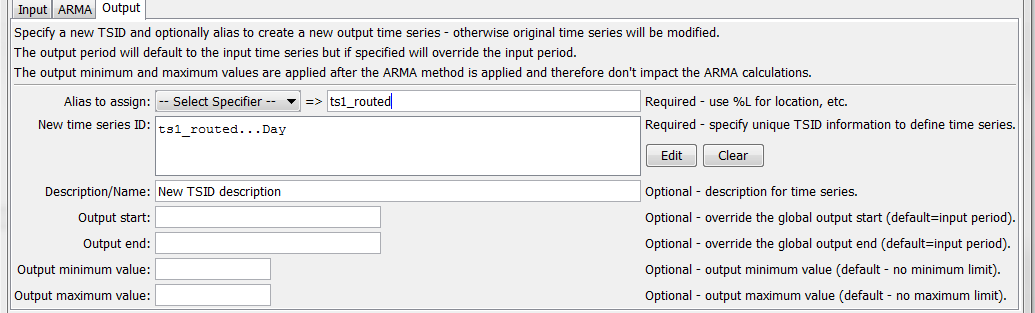 Input ARMA Output
Specify a new TSID and optionally alias to create a new output time series - otherwise original time series will be modified.
The output period will default to the input time series but if specified will override the input period.
The output minimum and maximum values are applied after the ARMA method is applied and therefore don't impact the ARMA calculations.
Alias to assign: -- Select Specifier -- => ts1_routed Required - use %L for location, etc.
New time series ID: ts1_routed...Day Required - specify unique TSID information to define time series.
Edit Clear
Description/Name: New TSID description Optional - description for time series.
Output start: Optional - override the global output start (default=input period).
Output end: Optional - override the global output end (default=input period).
Output minimum value: Optional - output minimum value (default - no minimum limit).
Output maximum value: Optional - output maximum value (default - no maximum limit).